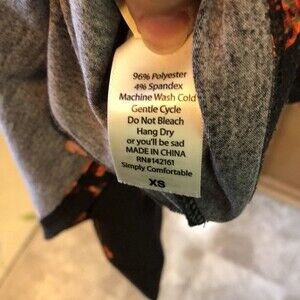 96% Polyester
4% Spandex
Machine Wash Cold
Gentle Cycle
Do Not Bleach
Hang Dry
or you'll be sad
MADE IN CHINA
RN#142161
Simply Comfortable
XS